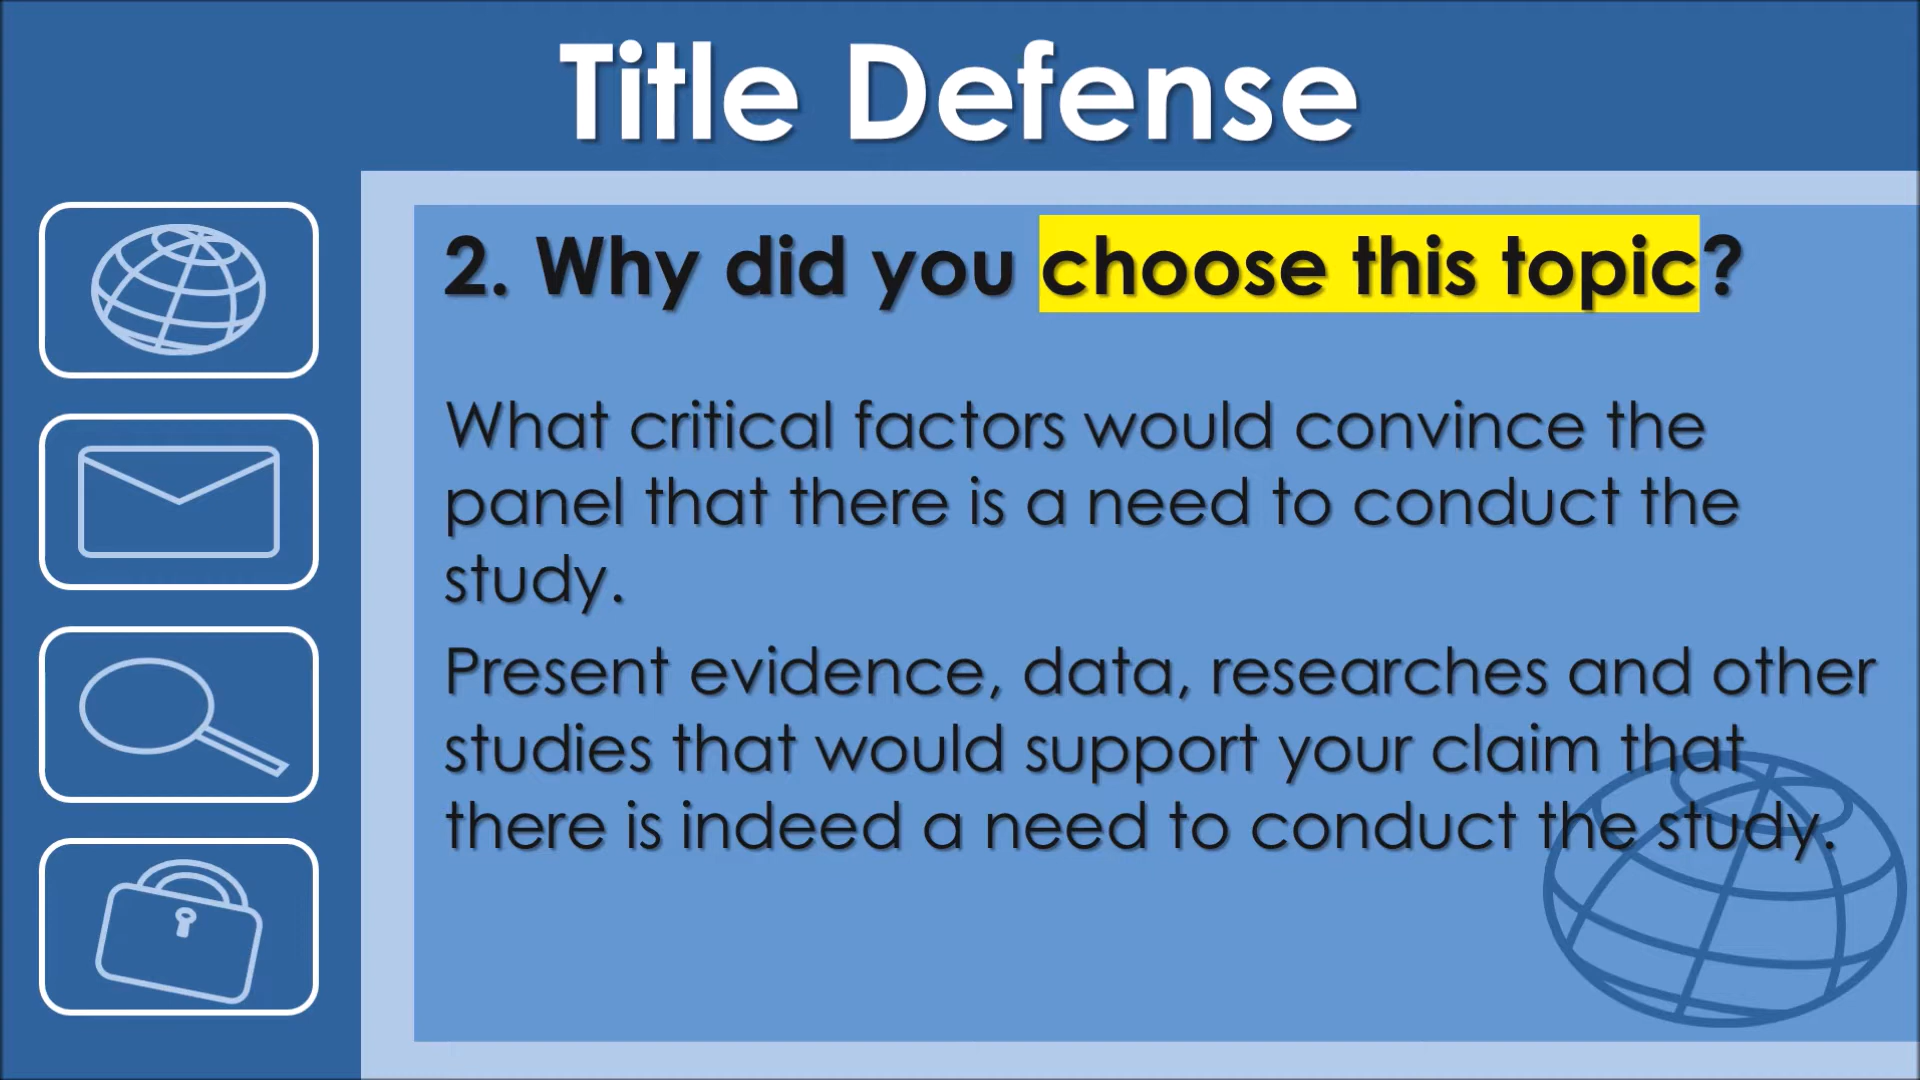 Title Defense
2. Why did you choose this topic?
What critical factors would convince the
panel that there is a need to conduct the
study.
Present evidence, data, researches and other
studies that would support your claim that
there is indeed a need to conduct the study.